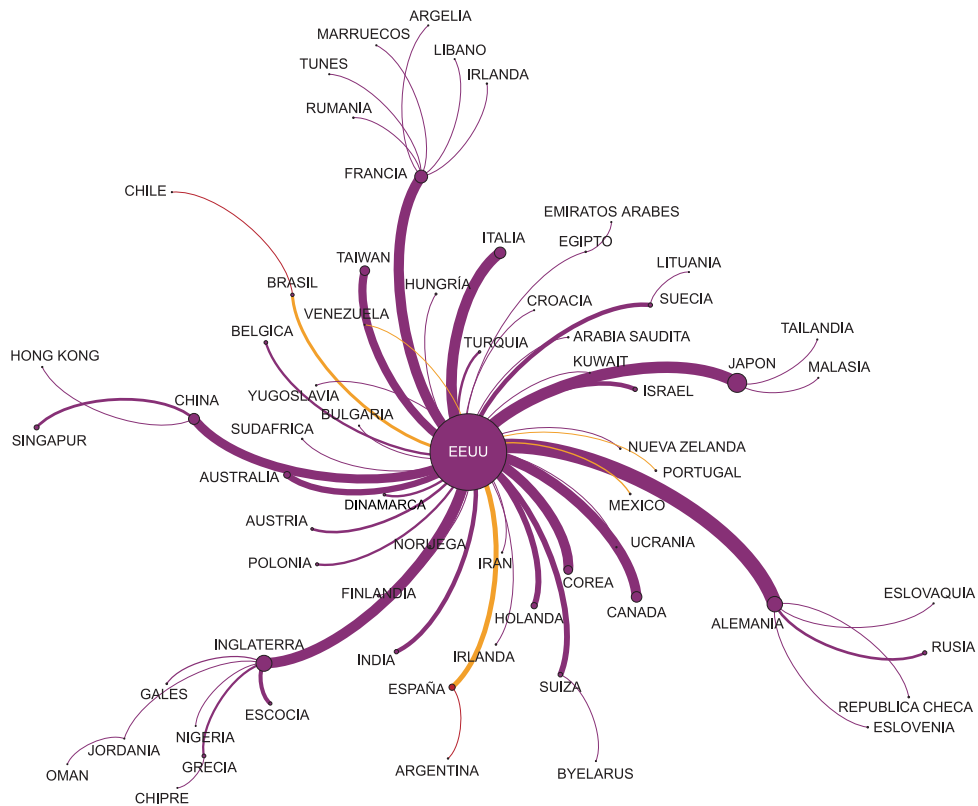 ARGELIA
MARRUECOS
LIBANO
TUNES
IRLANDA
RUMANIA
FRANCIA
CHILE
EMIRATOS ARABES
ITALIA
EGIPTO
TAIWAN
LITUANIA
BRASIL
HUNGRÍA
SUECIA
CROACIA
VENEZUELA
BELGICA
TAILANDIA
TURQUIA
ARABIA SAUDITA
HONG KONG
KUWAIT
JAPON
MALASIA
ISRAEL
YUGOSLAVIA
CHINA
BULGARIA
SUDAFRICA
SINGAPUR
EEUU
NUEVA ZELANDA
PORTUGAL
AUSTRALIA
DINAMARCA
MEXICO
AUSTRIA
NORUEGA
UCRANIA
POLONIA
IRAN
COREA
FINLANDIA
CANADA
ESLOVAQUIA
HOLANDA
ALEMANIA
INGLATERRA
RUSIA
INDIA
IRLANDA
GALES
ESPAÑA
SUIZA
REPUBLICA CHECA
ESCOCIA
ESLOVENIA
NIGERIA
JORDANIA
GRECIA
ARGENTINA
BYELARUS
OMAN
CHIPRE